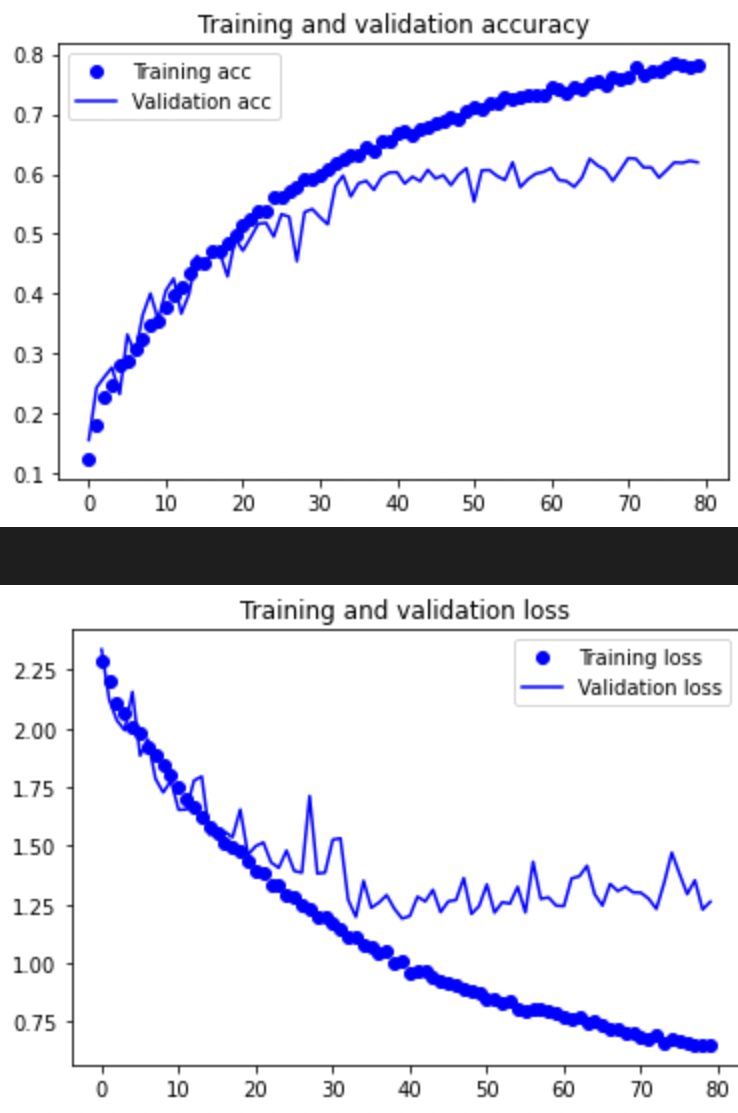 Training and validation accuracy
0.8
0.7
0.6
0.5
0.4
0.3
0.2
0.1
Training acc
Validation acc
0 10 20 30 40 50 60 70 80
Training and validation loss
2.25
2.00
1.75
1.50
1.25
1.00
0.75
Training loss
Validation loss
0 10 20 30 40 50 60 70 80